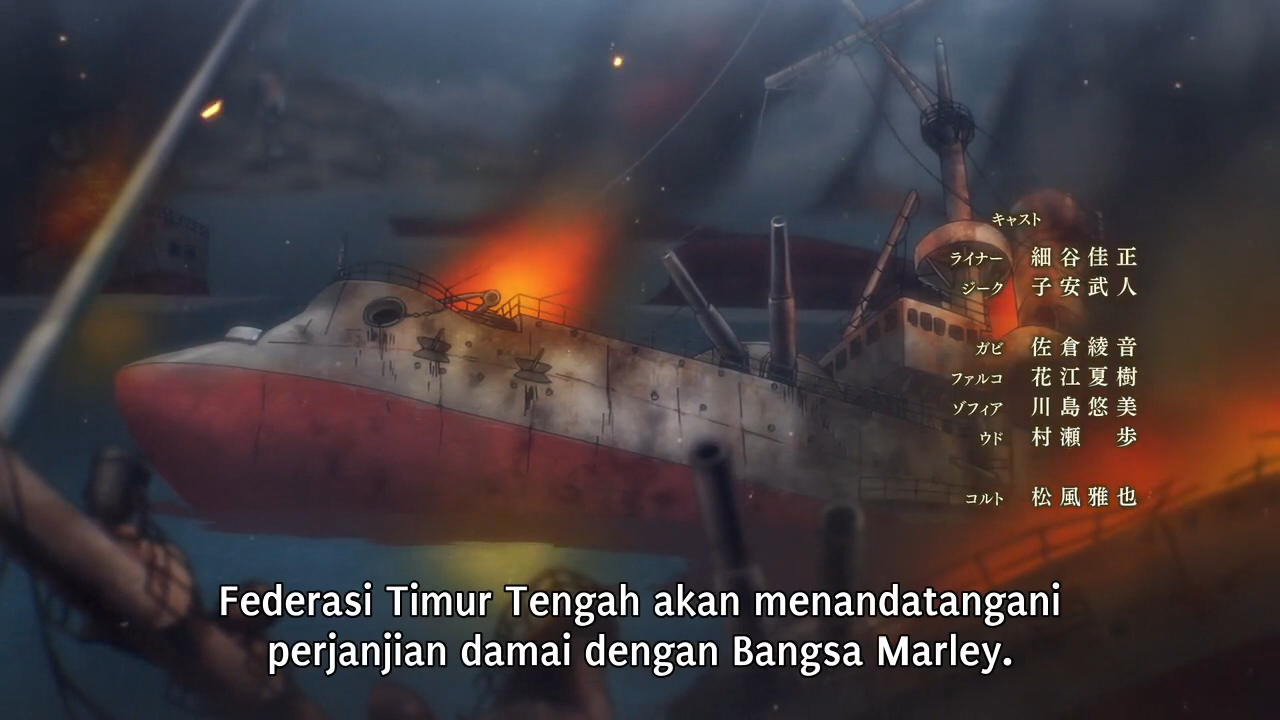 キャスト
ライナー 細谷佳正
ジーク 子安武人
ガビ 佐倉綾音
ファルコ 花江夏樹
ゾフィア 川島悠美
ウド 村瀬 歩
コルト 松風雅也
Federasi Timur Tengah akan menandatangani
perjanjian damai dengan Bangsa Marley.